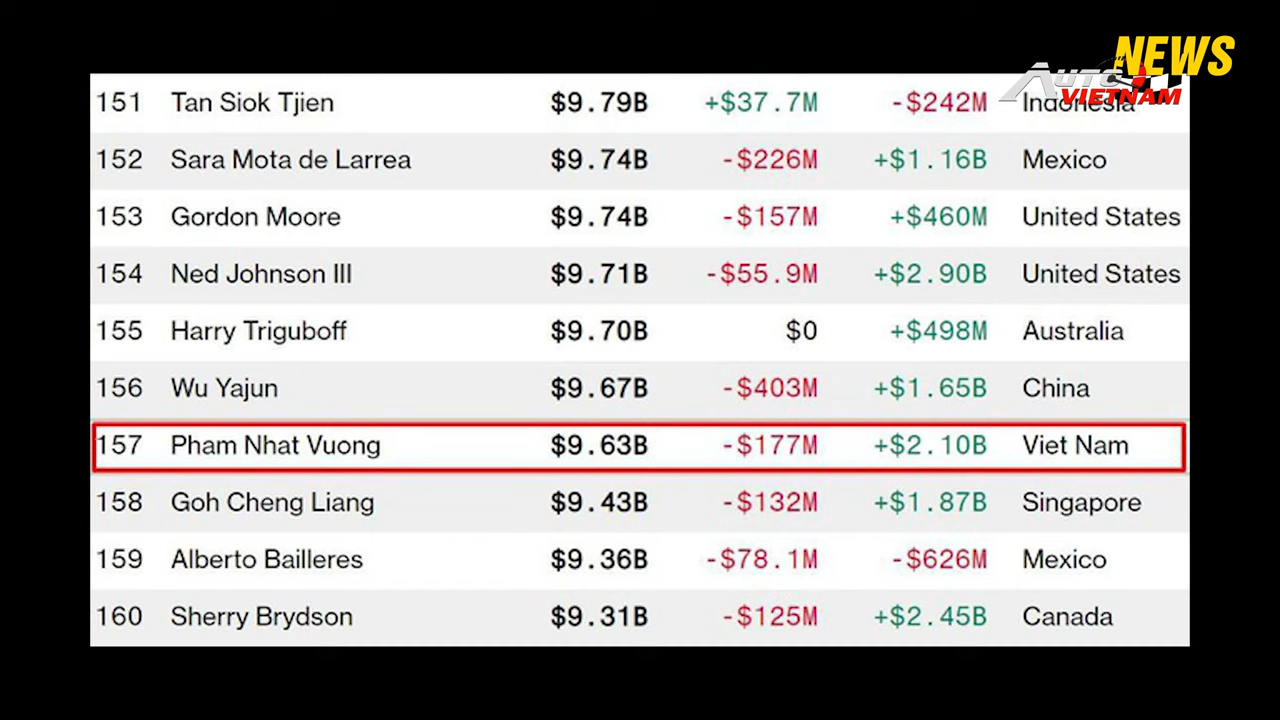 NEWS
AUTO
VIETNAM
151 Tan Siok Tjien $9.79B +$37.7M -$242M Indonesia
152 Sara Mota de Larrea $9.74B -$226M +$1.16B Mexico
153 Gordon Moore $9.74B -$157M +$460M United States
154 Ned Johnson III $9.71B -$55.9M +$2.90B United States
155 Harry Triguboff $9.70B $0 +$498M Australia
156 Wu Yajun $9.67B -$403M +$1.65B China
157 Pham Nhat Vuong $9.63B -$177M +$2.10B Viet Nam
158 Goh Cheng Liang $9.43B -$132M +$1.87B Singapore
159 Alberto Bailleres $9.36B -$78.1M -$626M Mexico
160 Sherry Brydson $9.31B -$125M +$2.45B Canada